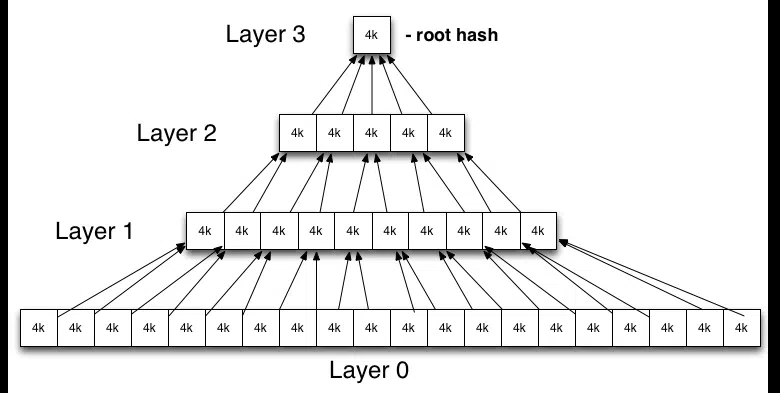 Layer 3 4k - root hash
Layer 2 4k 4k 4k 4k 4k
Layer 1 4k 4k 4k 4k 4k 4k 4k 4k 4k 4k
4k 4k 4k 4k 4k 4k 4k 4k 4k 4k 4k 4k 4k 4k 4k 4k 4k 4k 4k 4k
Layer 0